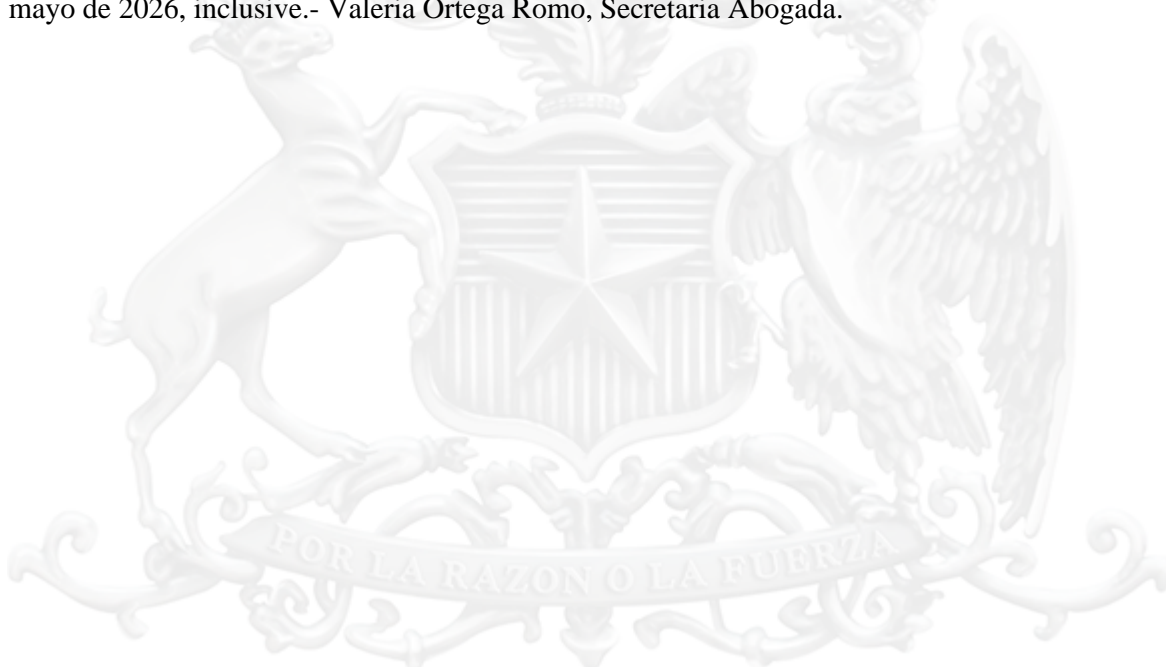 mayo de 2026, inclusive.- Valeria Ortega Romo, Secretaria Abogada.
POR LA RAZON O LA FUERZA